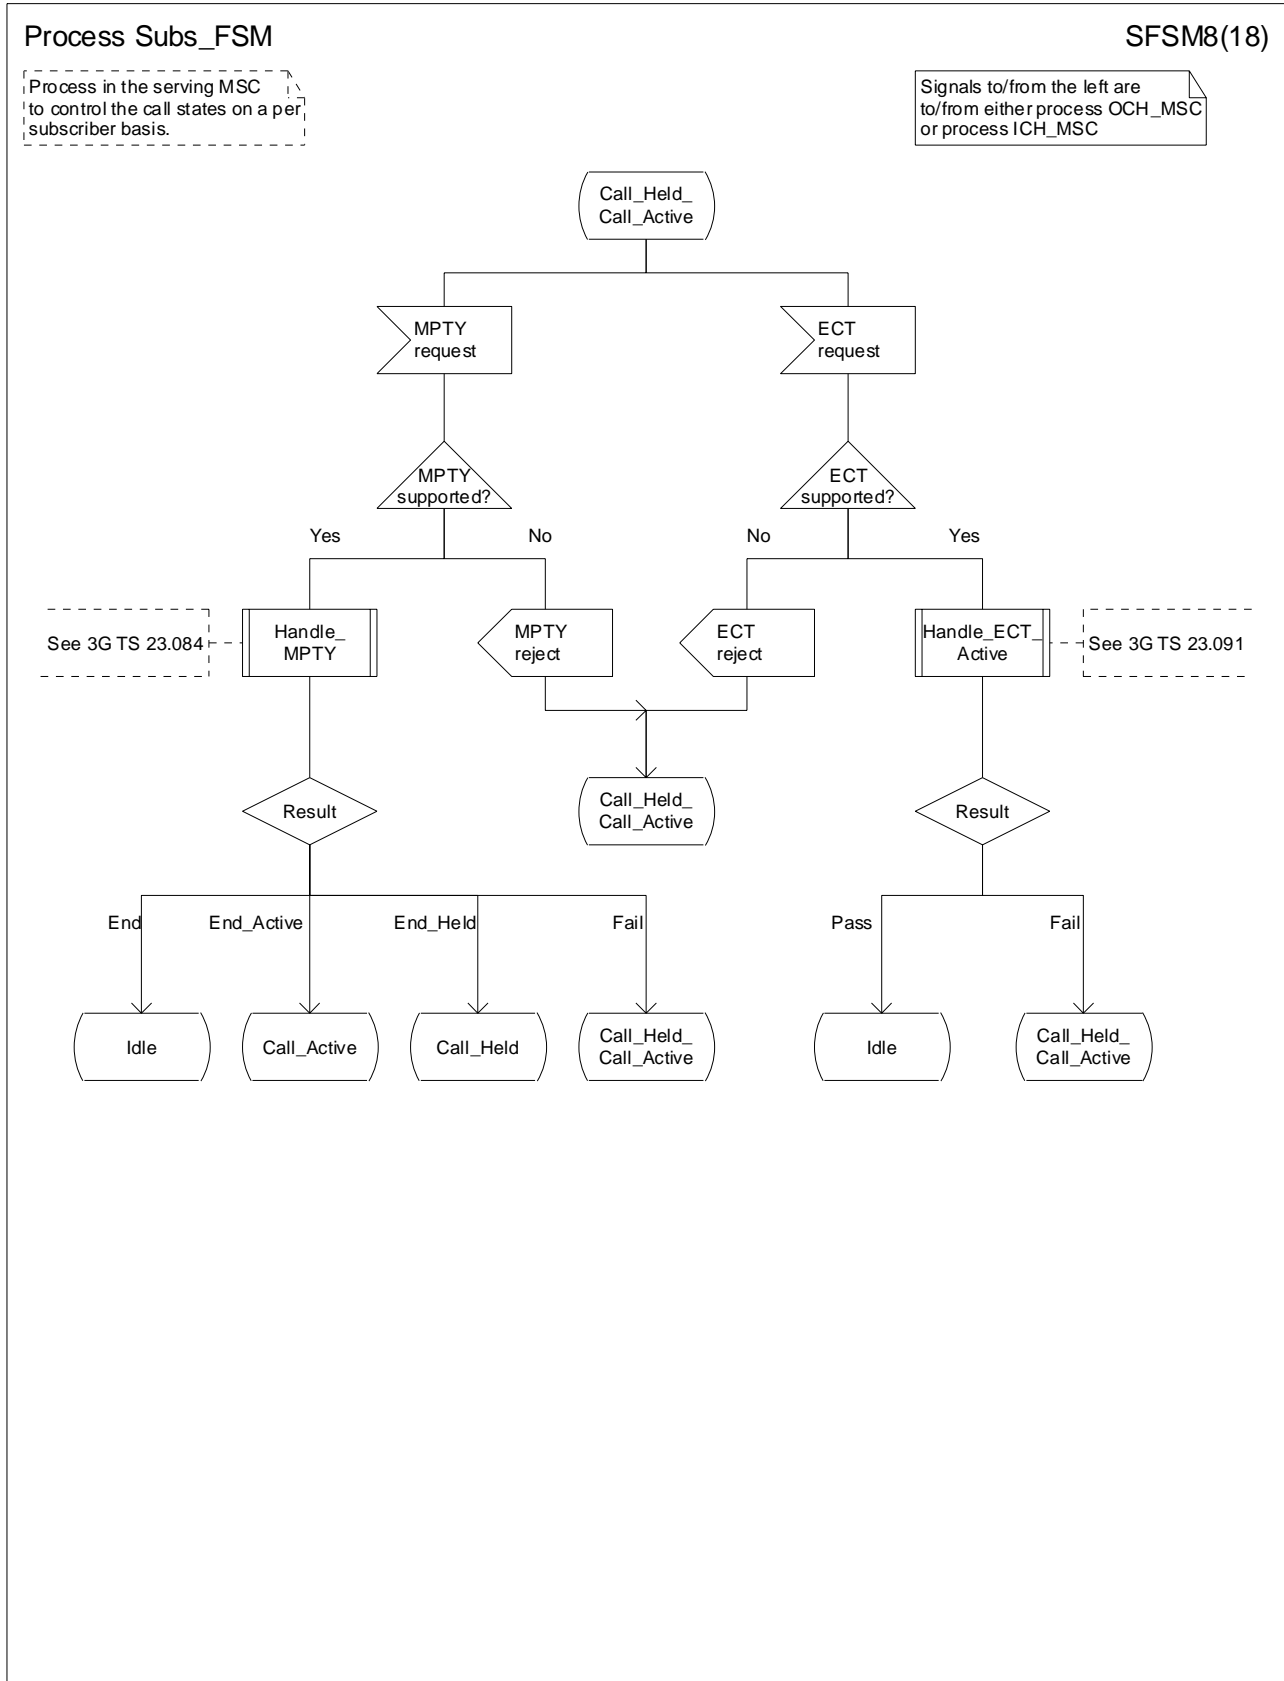 Process Subs_FSM
SFSM8(18)
Process in the serving MSC
to control the call states on a per
subscriber basis.
Signals to/from the left are
to/from either process OCH_MSC
or process ICH_MSC
Call_Held_
Call_Active
MPTY
request
ECT
request
MPTY
supported?
ECT
supported?
Yes
No
No
Yes
See 3G TS 23.084
Handle_
MPTY
MPTY
reject
ECT
reject
Handle_ECT_
Active
See 3G TS 23.091
Result
Call_Held_
Call_Active
Result
End
End_Active
End_Held
Fail
Pass
Fail
Idle
Call_Active
Call_Held
Call_Held_
Call_Active
Idle
Call_Held_
Call_Active